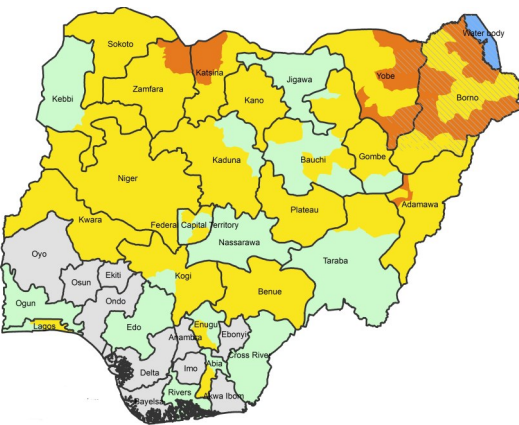 Water body
Sokoto
Katsina
Yobe
Jigawa
Zamfara
Kebbi
Kano
Borno
Kaduna
Bauchi
Gombe
Niger
Adamawa
Plateau
Kwara
Federal Capital Territory
Nassarawa
Oyo
Taraba
Kogi
Ekiti
Osun
Benue
Ondo
Ogun
Edo
Lagos
Enugu
Anambra
Ebonyi
Cross River
Abia
Imo
Delta
Rivers
Akwa Ibom
Bayelsa